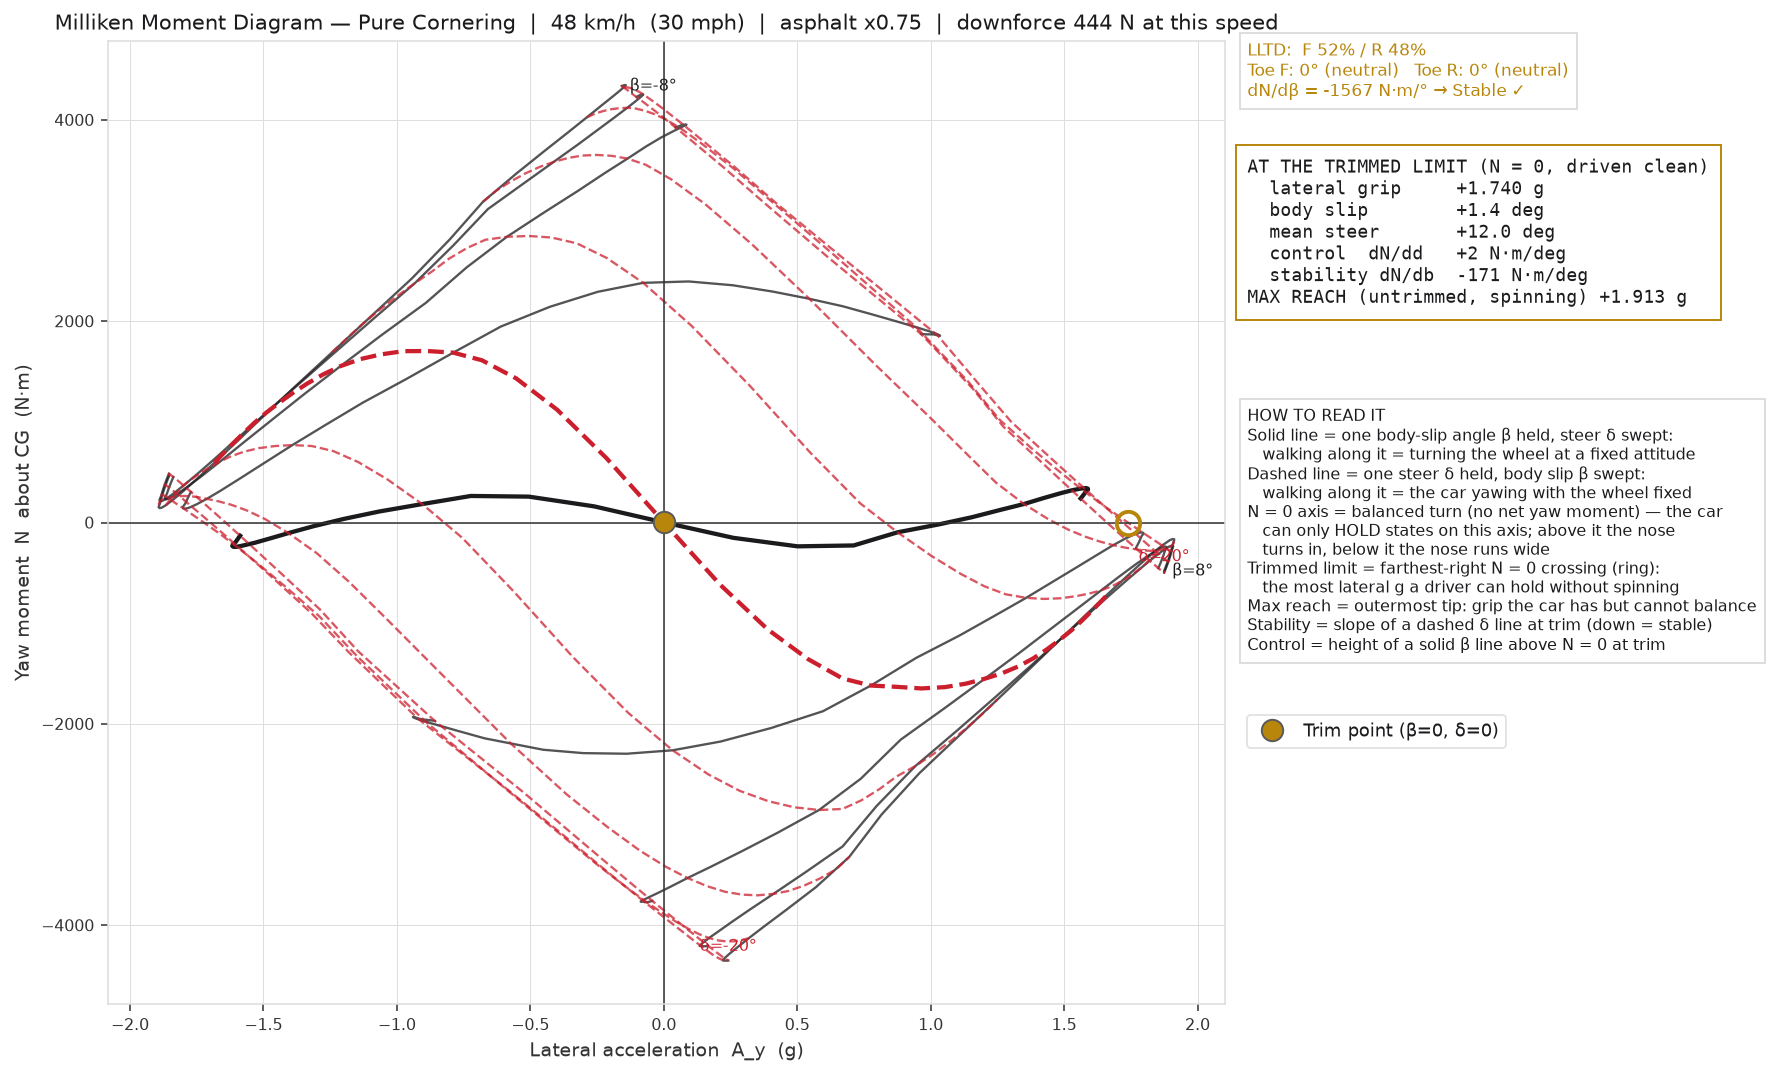 Milliken Moment Diagram — Pure Cornering  |  48 km/h  (30 mph)  |  asphalt x0.75  |  downforce 444 N at this speed
LLTD:  F 52% / R 48%
Toe F: 0° (neutral)   Toe R: 0° (neutral)
dN/dβ = -1567 N·m/° → Stable ✓
AT THE TRIMMED LIMIT (N = 0, driven clean)
lateral grip     +1.740 g
body slip        +1.4 deg
mean steer       +12.0 deg
control  dN/dd   +2 N·m/deg
stability dN/db  -171 N·m/deg
MAX REACH (untrimmed, spinning) +1.913 g
HOW TO READ IT
Solid line = one body-slip angle β held, steer δ swept:
walking along it = turning the wheel at a fixed attitude
Dashed line = one steer δ held, body slip β swept:
walking along it = the car yawing with the wheel fixed
N = 0 axis = balanced turn (no net yaw moment) — the car
can only HOLD states on this axis; above it the nose
turns in, below it the nose runs wide
Trimmed limit = farthest-right N = 0 crossing (ring):
the most lateral g a driver can hold without spinning
Max reach = outermost tip: grip the car has but cannot balance
Stability = slope of a dashed δ line at trim (down = stable)
Control = height of a solid β line above N = 0 at trim
Trim point (β=0, δ=0)
β=-8°
β=8°
δ=-20°
4000
2000
0
−2000
−4000
Yaw moment  N  about CG  (N·m)
−2.0
−1.5
−1.0
−0.5
0.0
0.5
1.0
1.5
2.0
Lateral acceleration  A_y  (g)